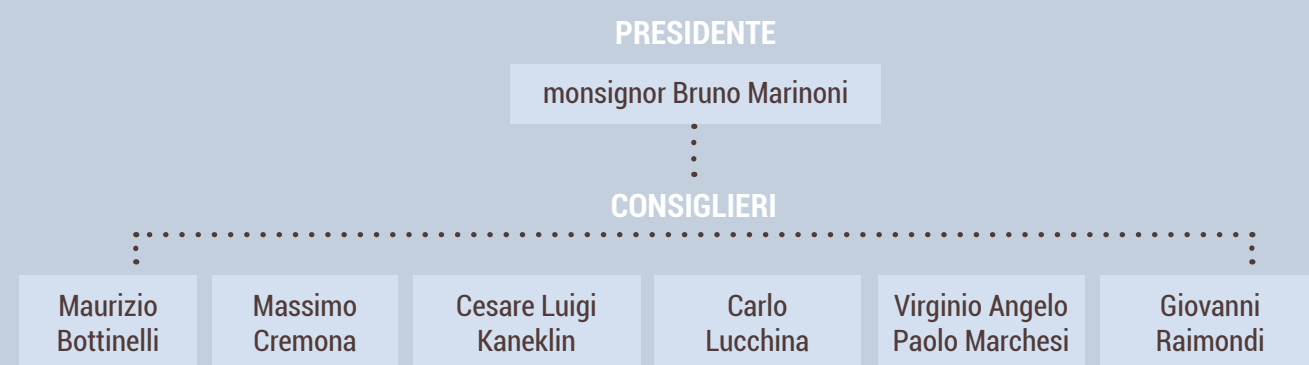 PRESIDENTE
monsignor Bruno Marinoni
CONSIGLIERI
Maurizio
Bottinelli
Massimo
Cremona
Cesare Luigi
Kaneklin
Carlo
Lucchina
Virginio Angelo
Paolo Marchesi
Giovanni
Raimondi